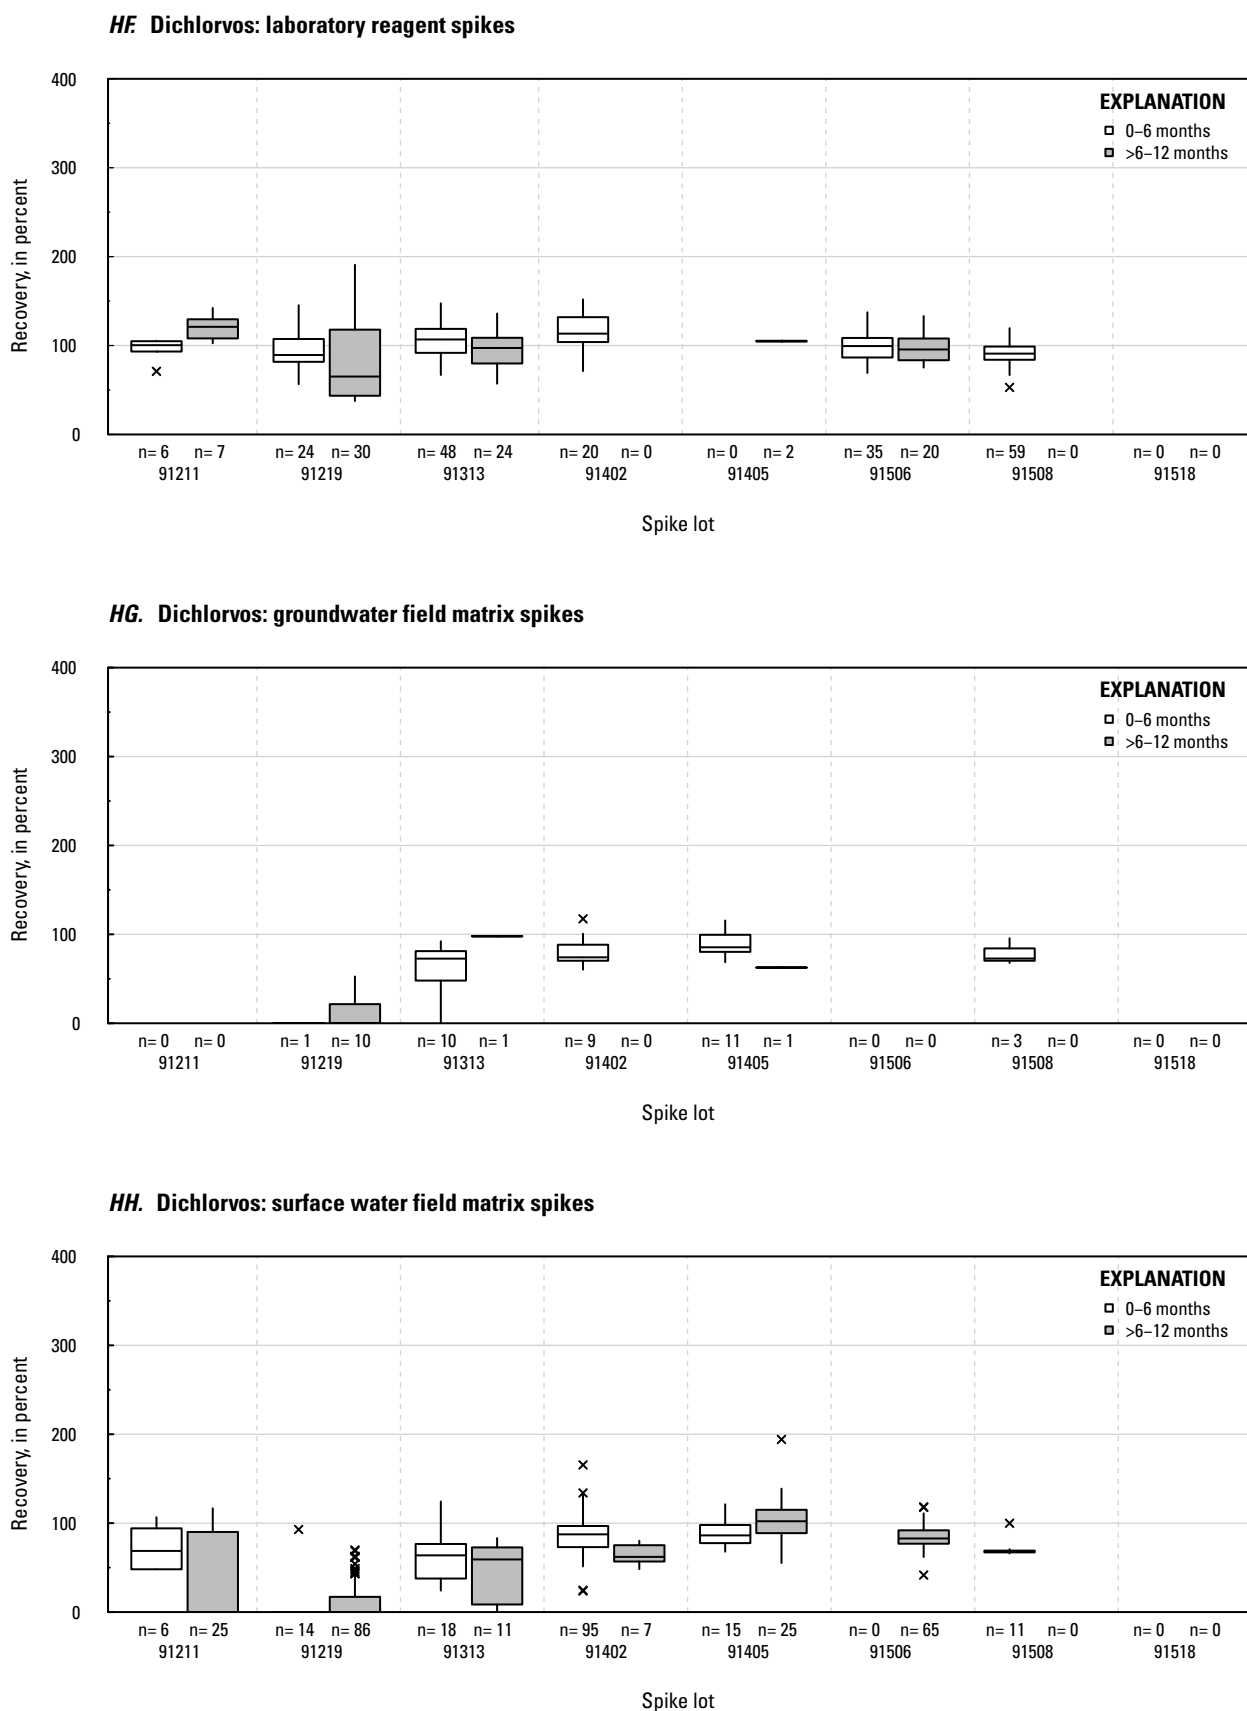 HF. Dichlorvos: laboratory reagent spikes
400
300
200
100
0
Recovery, in percent
EXPLANATION
0–6 months
>6–12 months
n= 6 n= 7 n= 24 n= 30 n= 48 n= 24 n= 20 n= 0 n= 0 n= 2 n= 35 n= 20 n= 59 n= 0 n= 0 n= 0
91211 91219 91313 91402 91405 91506 91508 91518
Spike lot
HG. Dichlorvos: groundwater field matrix spikes
400
300
200
100
0
Recovery, in percent
EXPLANATION
0–6 months
>6–12 months
n= 0 n= 0 n= 1 n= 10 n= 10 n= 1 n= 9 n= 0 n= 11 n= 1 n= 0 n= 0 n= 3 n= 0 n= 0 n= 0
91211 91219 91313 91402 91405 91506 91508 91518
Spike lot
HH. Dichlorvos: surface water field matrix spikes
400
300
200
100
0
Recovery, in percent
EXPLANATION
0–6 months
>6–12 months
n= 6 n= 25 n= 14 n= 86 n= 18 n= 11 n= 95 n= 7 n= 15 n= 25 n= 0 n= 65 n= 11 n= 0 n= 0 n= 0
91211 91219 91313 91402 91405 91506 91508 91518
Spike lot